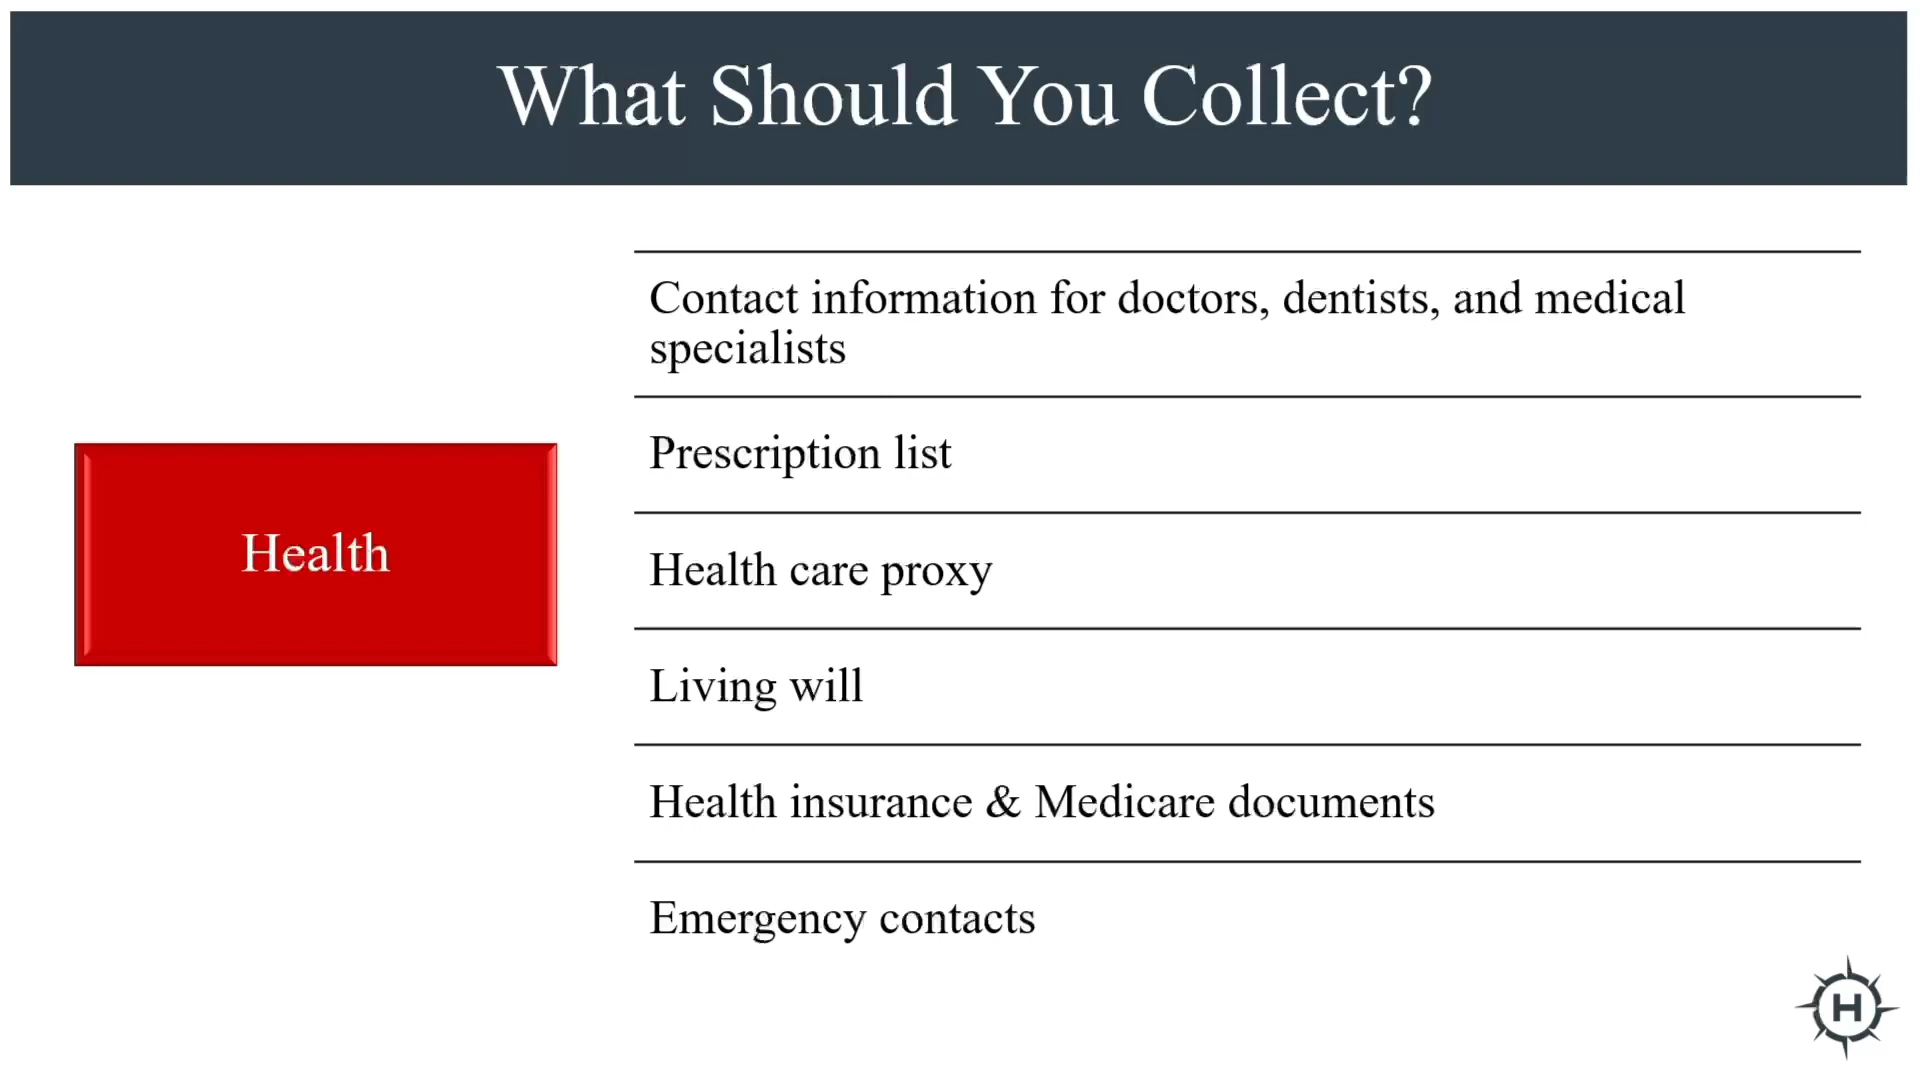 What Should You Collect?
Health
Contact information for doctors, dentists, and medical
specialists
Prescription list
Health care proxy
Living will
Health insurance & Medicare documents
Emergency contacts
H